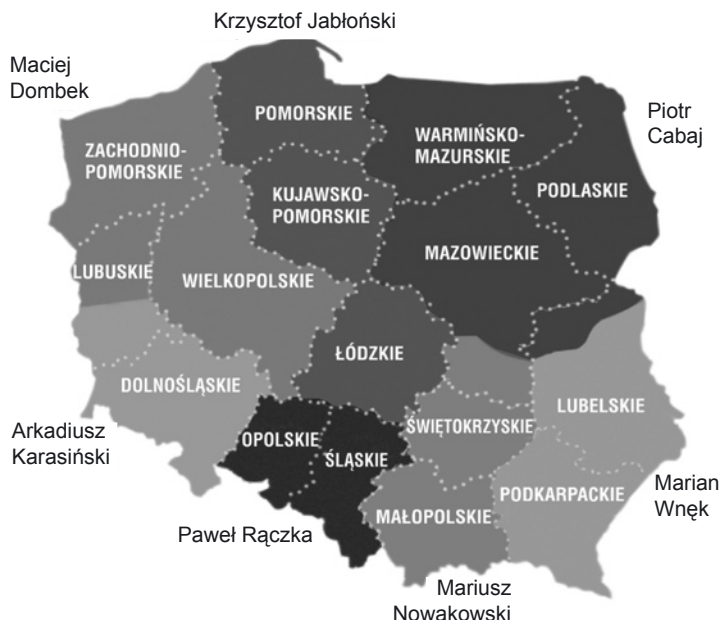 Krzysztof Jabłoński
Maciej
Dombek
Piotr
Cabaj
POMORSKIE
WARMIŃSKO-
MAZURSKIE
ZACHODNIO-
POMORSKIE
PODLASKIE
KUJAWSKO-
POMORSKIE
MAZOWIECKIE
LUBUSKIE
WIELKOPOLSKIE
ŁÓDZKIE
DOLNOŚLĄSKIE
LUBELSKIE
Arkadiusz
Karasiński
OPOLSKIE
ŚWIĘTOKRZYSKIE
ŚLĄSKIE
PODKARPACKIE
Marian
Wnęk
MAŁOPOLSKIE
Paweł Rączka
Mariusz
Nowakowski